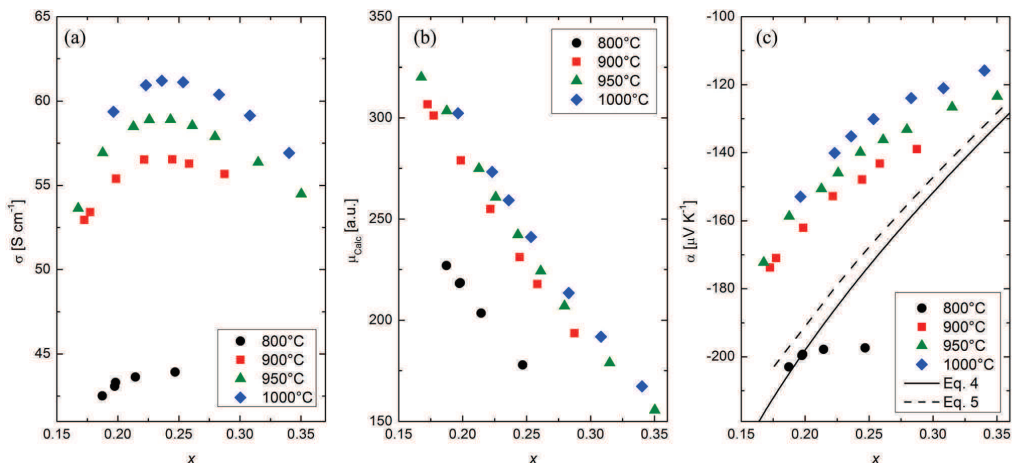 (a)
65
60
55
50
45
σ [S cm⁻¹]
800°C
900°C
950°C
1000°C
0.15 0.20 0.25 0.30 0.35
x
(b)
350
300
250
200
150
μCalc [a.u.]
800°C
900°C
950°C
1000°C
0.15 0.20 0.25 0.30 0.35
x
(c)
-100
-120
-140
-160
-180
-200
α [μV K⁻¹]
800°C
900°C
950°C
1000°C
Eq. 4
Eq. 5
0.15 0.20 0.25 0.30 0.35
x